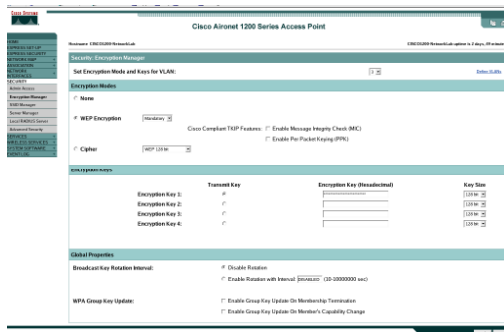 Cisco Systems
Cisco Aironet 1200 Series Access Point
HOME
EXPRESS SET-UP
EXPRESS SECURITY
NETWORK MAP
ASSOCIATION
NETWORK
INTERFACES
SECURITY
Admin Access
Encryption Manager
SSID Manager
Server Manager
Local RADIUS Server
Advanced Security
SERVICES
WIRELESS SERVICES
SYSTEM SOFTWARE
EVENT LOG
Hostname
Security: Encryption Manager
Set Encryption Mode and Keys for VLAN:
Define VLANs
Encryption Modes
None
WEP Encryption
Mandatory
Cisco Compliant TKIP Features:
Enable Message Integrity Check (MIC)
Enable Per Packet Keying (PPK)
Cipher
WEP 128 bit
Encryption Keys
Transmit Key
Encryption Key (Hexadecimal)
Key Size
Encryption Key 1:
128 bit
Encryption Key 2:
128 bit
Encryption Key 3:
128 bit
Encryption Key 4:
128 bit
Global Properties
Broadcast Key Rotation Interval:
Disable Rotation
Enable Rotation with Interval: DISABLED (10-10000000 sec)
WPA Group Key Update:
Enable Group Key Update On Membership Termination
Enable Group Key Update On Member's Capability Change